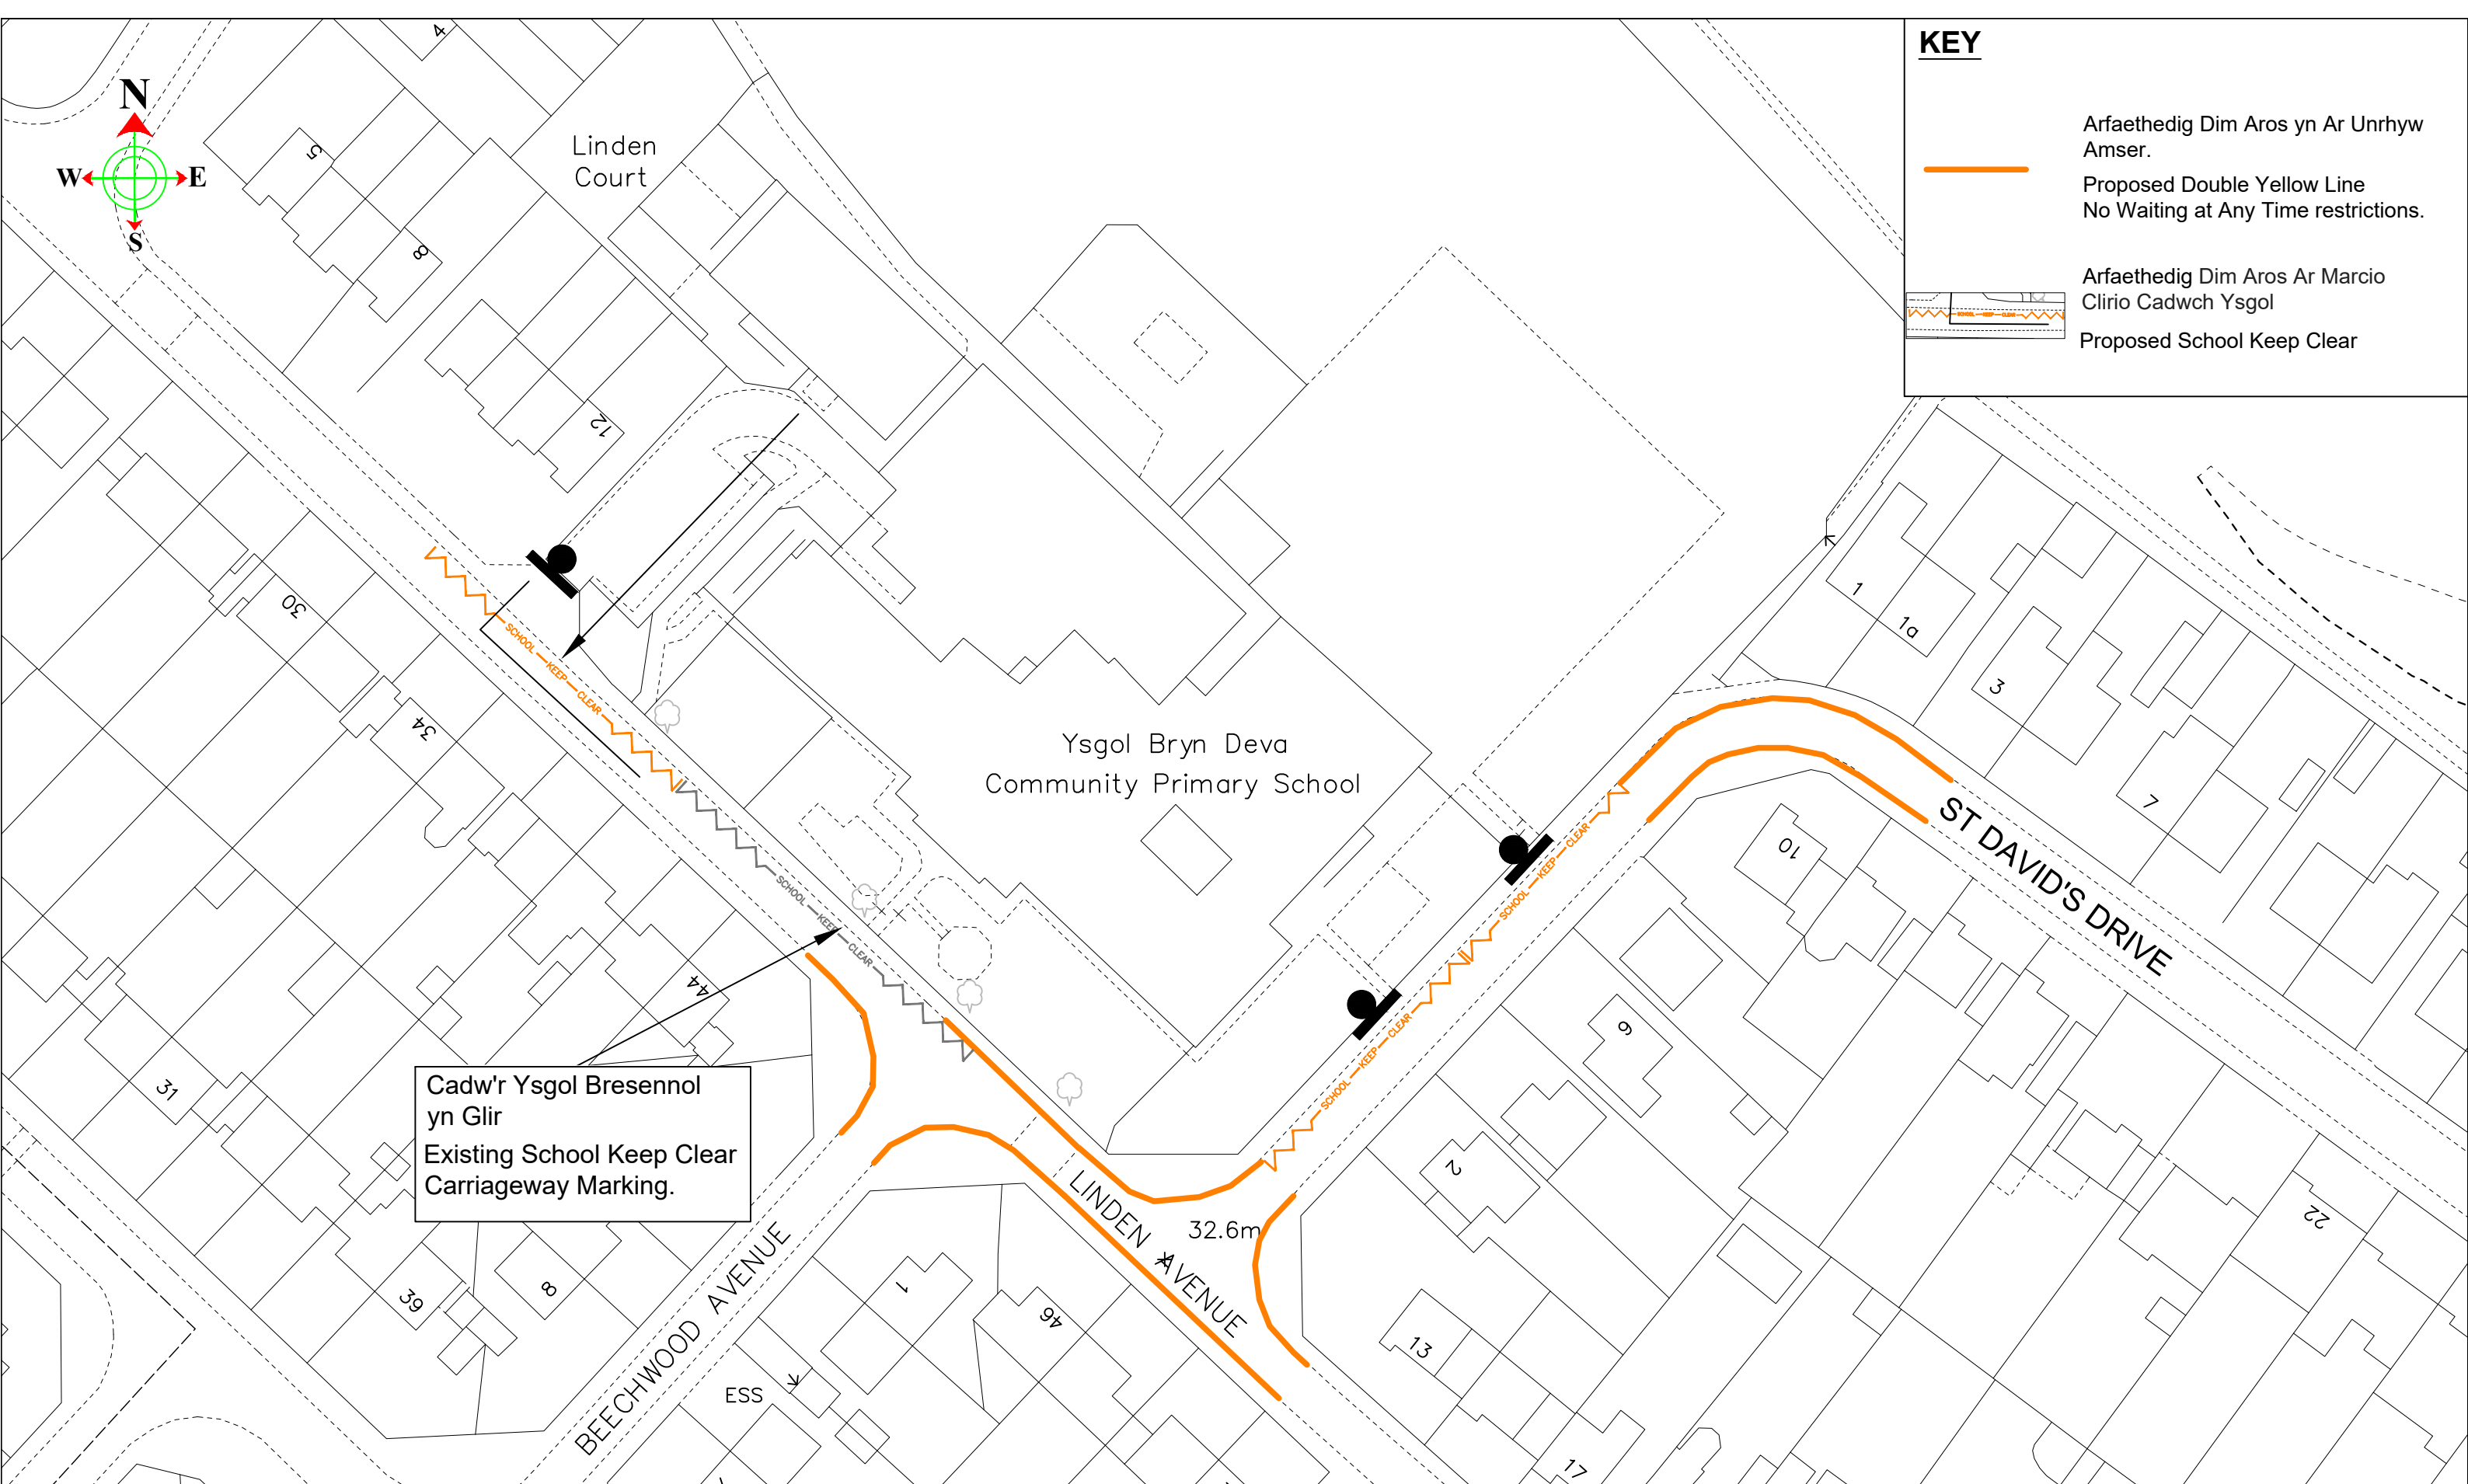 KEY
Arfaethedig Dim Aros yn Ar Unrhyw
Amser.
Proposed Double Yellow Line
No Waiting at Any Time restrictions.
Arfaethedig Dim Aros Ar Marcio
Clirio Cadwch Ysgol
Proposed School Keep Clear
SCHOOL KEEP CLEAR
N
W E
S
4
5
8
12
Linden
Court
30
34
44
31
39
8
SCHOOL KEEP CLEAR
SCHOOL KEEP CLEAR
Ysgol Bryn Deva
Community Primary School
SCHOOL KEEP CLEAR
SCHOOL KEEP CLEAR
1
1a
3
7
10
ST DAVID'S DRIVE
6
2
22
13
17
Cadw'r Ysgol Bresennol
yn Glir
Existing School Keep Clear
Carriageway Marking.
LINDEN AVENUE
32.6m
BEECHWOOD AVENUE
1
46
ESS